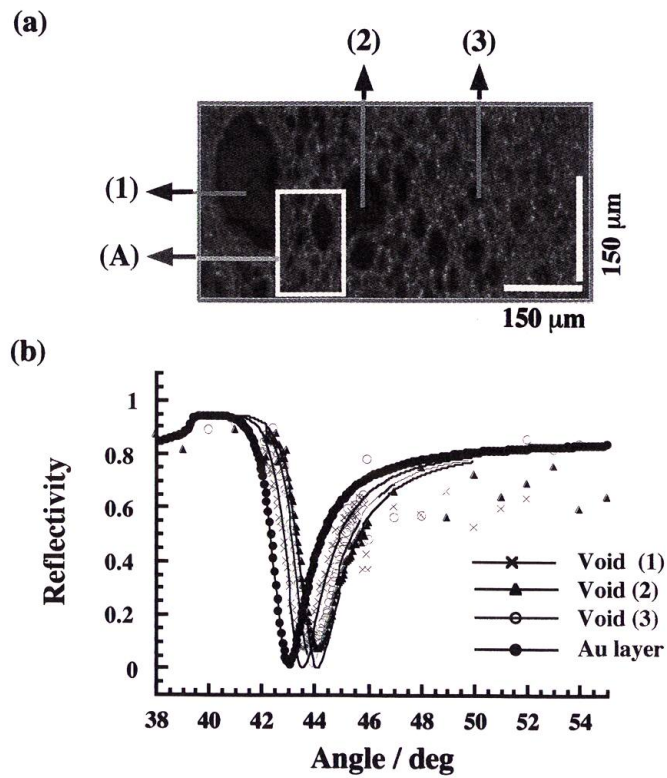 (a)
(2)
(3)
(1)
(A)
150 μm
150 μm
(b)
1
0.8
0.6
0.4
0.2
0
Reflectivity
Void (1)
Void (2)
Void (3)
Au layer
38
40
42
44
46
48
50
52
54
Angle / deg